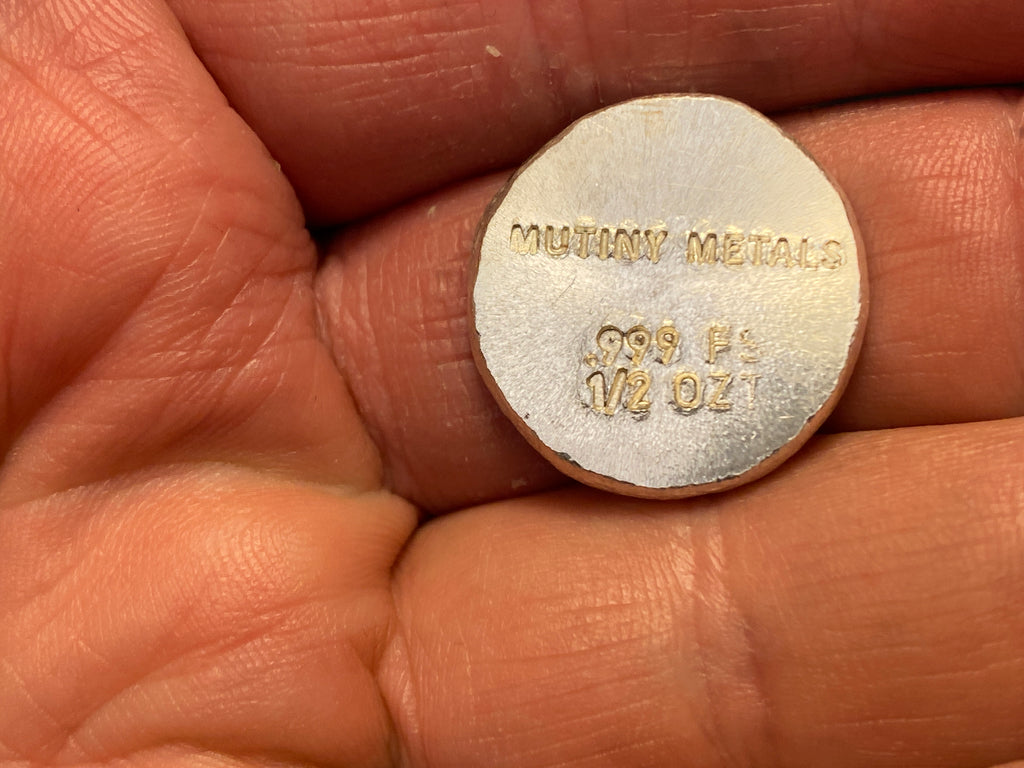 MUTINY METALS
.999 FS
1/2 OZT